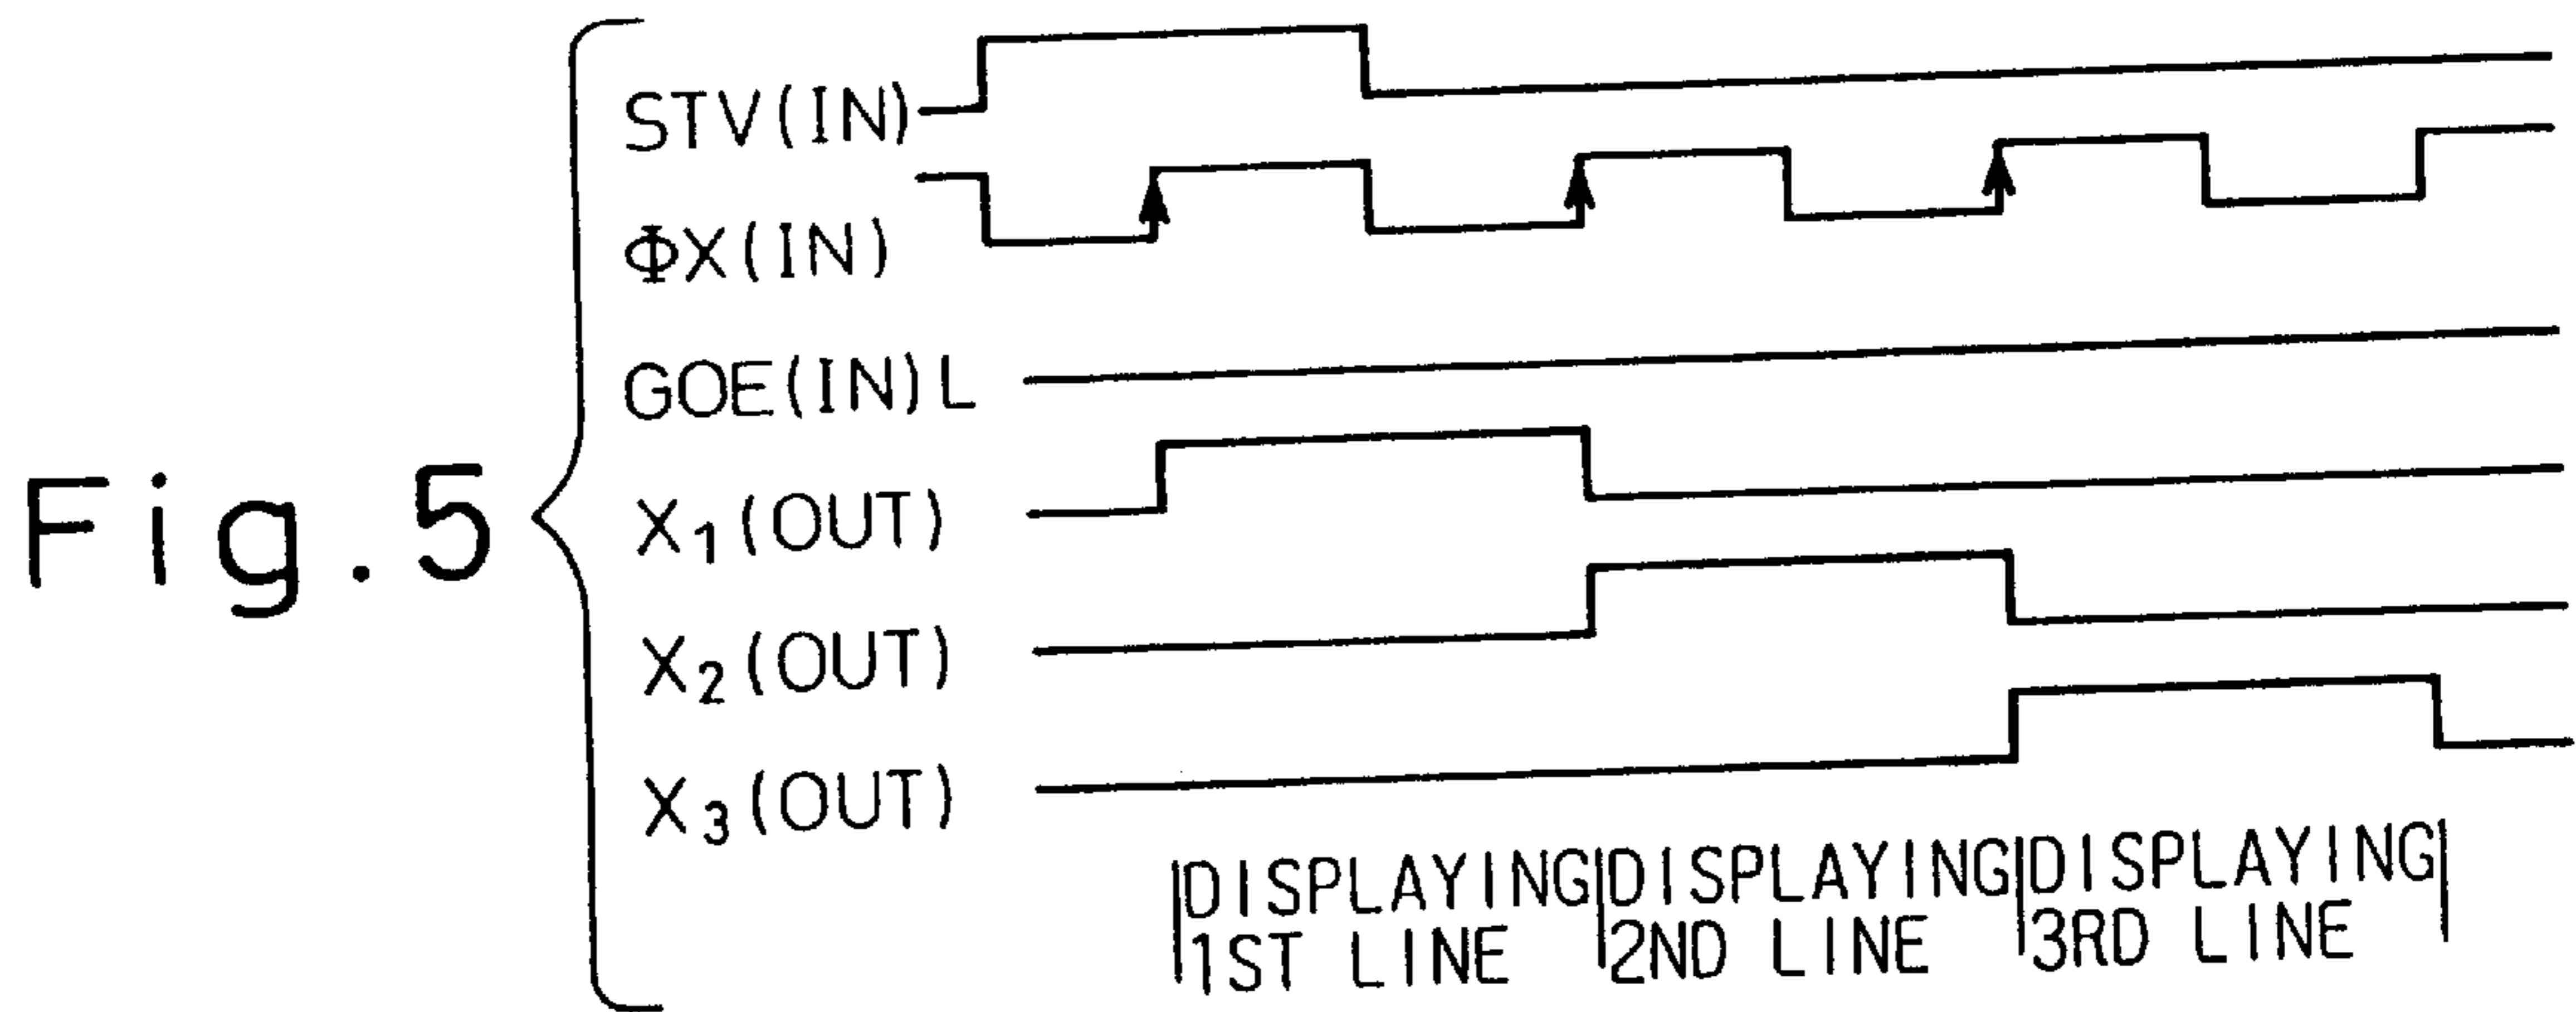 Fig.5
STV(IN)
ΦX(IN)
GOE(IN)L
X₁(OUT)
X₂(OUT)
X₃(OUT)
DISPLAYING 1ST LINE
DISPLAYING 2ND LINE
DISPLAYING 3RD LINE